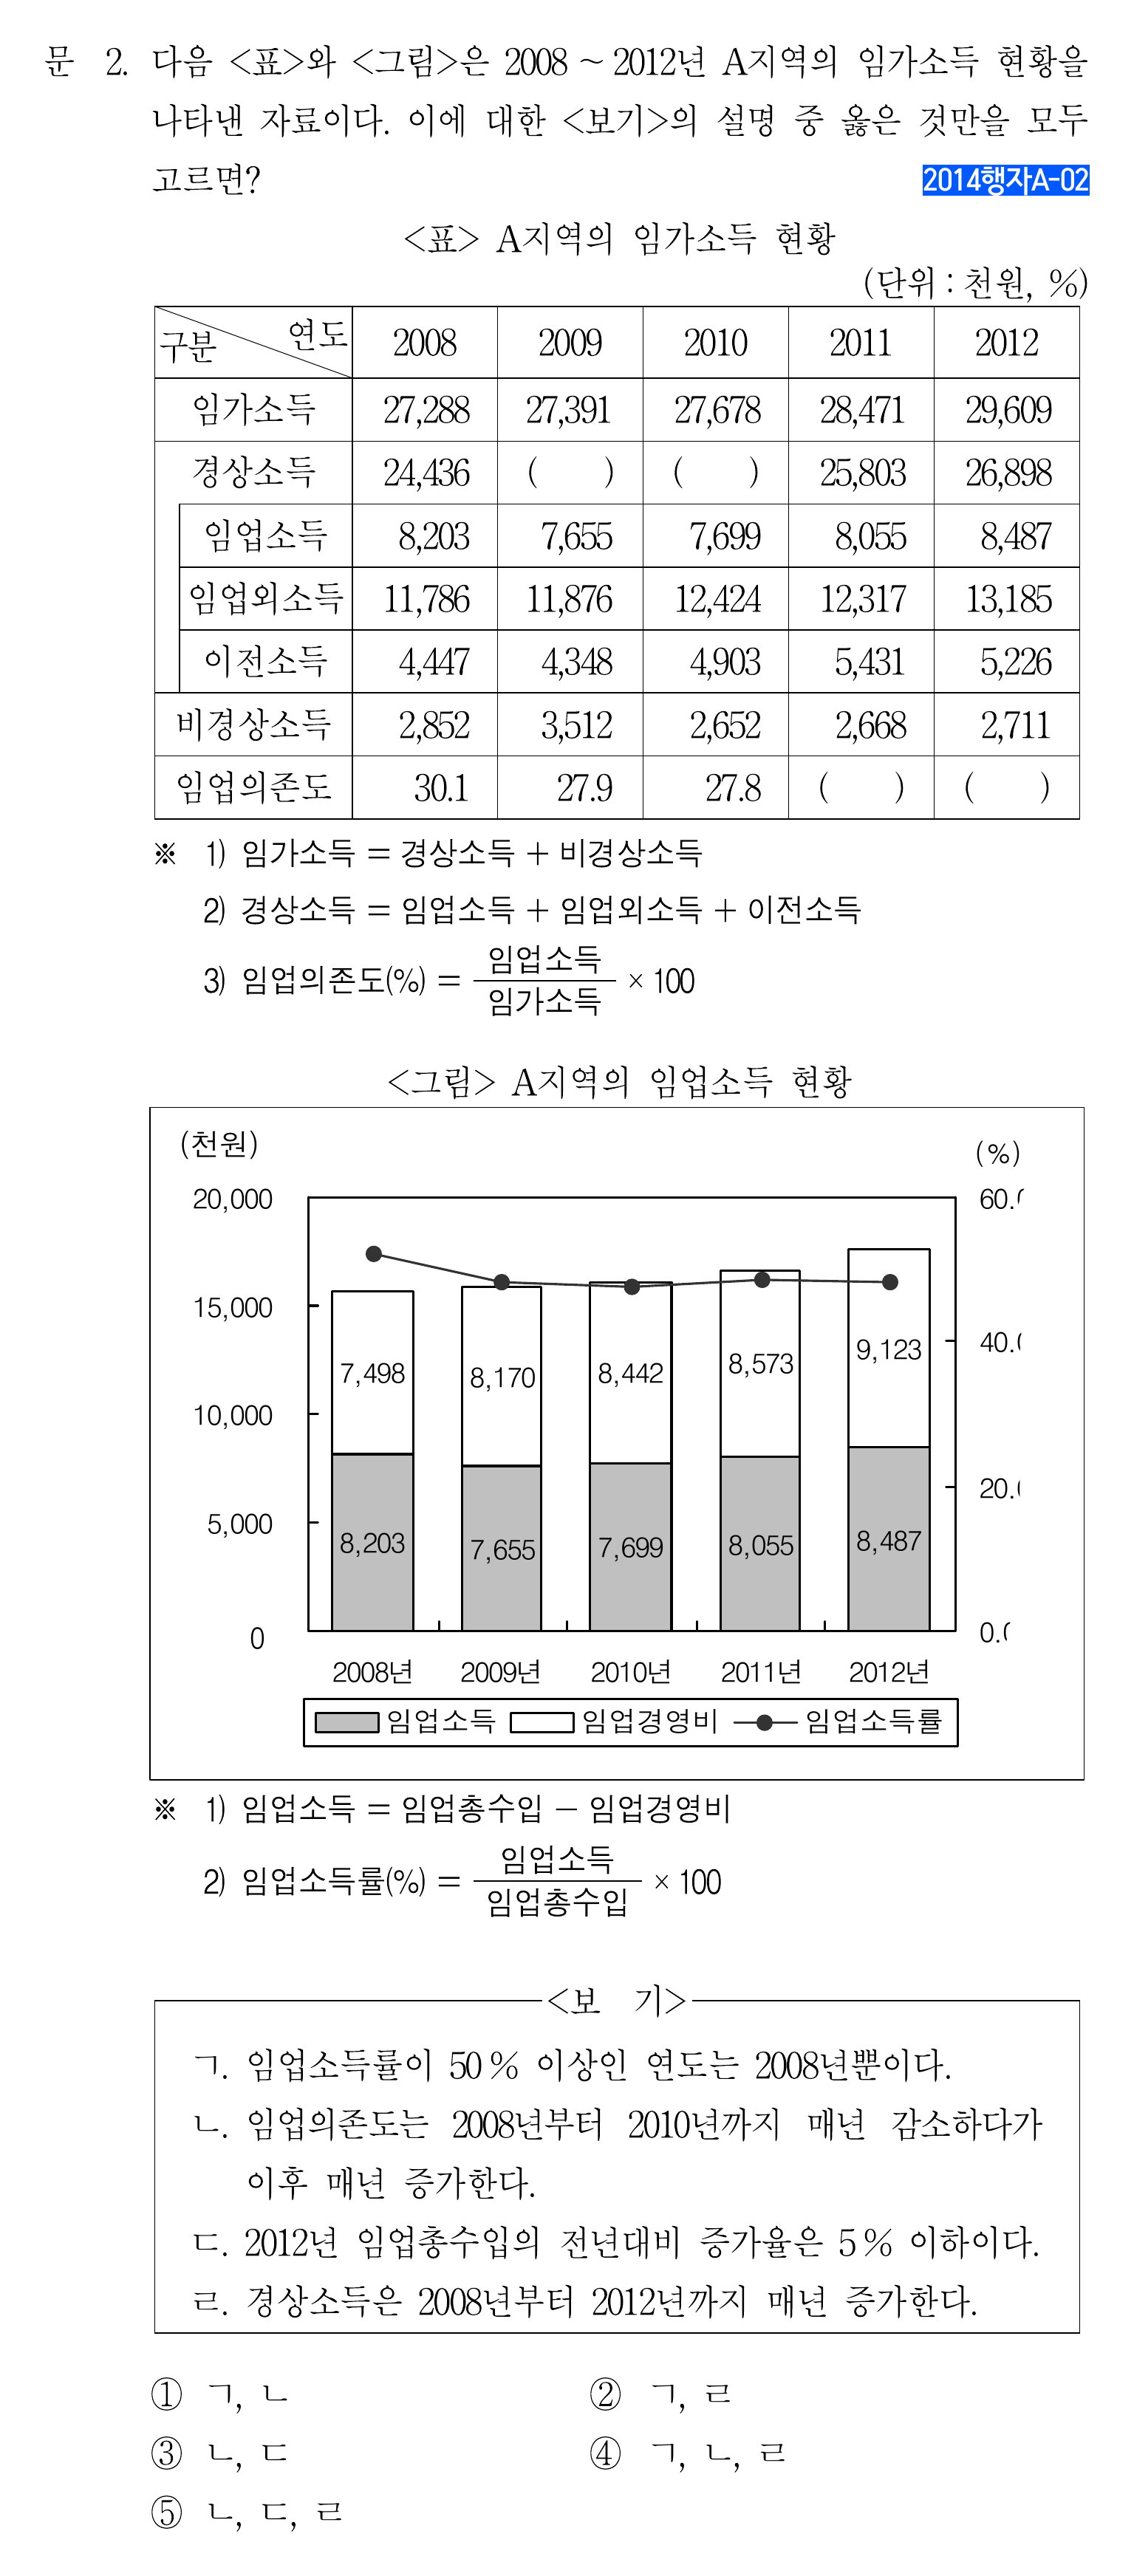 문 2. 다음 <표>와 <그림>은 2008 ~ 2012년 A지역의 임가소득 현황을
나타낸 자료이다. 이에 대한 <보기>의 설명 중 옳은 것만을 모두
고르면? 2014행자A-02
<표> A지역의 임가소득 현황
(단위 : 천원, %)
구분 연도 2008 2009 2010 2011 2012
임가소득 27,288 27,391 27,678 28,471 29,609
경상소득 24,436 ( ) ( ) 25,803 26,898
임업소득 8,203 7,655 7,699 8,055 8,487
임업외소득 11,786 11,876 12,424 12,317 13,185
이전소득 4,447 4,348 4,903 5,431 5,226
비경상소득 2,852 3,512 2,652 2,668 2,711
임업의존도 30.1 27.9 27.8 ( ) ( )
※ 1) 임가소득 = 경상소득 + 비경상소득
2) 경상소득 = 임업소득 + 임업외소득 + 이전소득
3) 임업의존도(%) = 임업소득 / 임가소득 × 100
<그림> A지역의 임업소득 현황
(천원) (%)
20,000 60.0
15,000 40.0
10,000 20.0
5,000 0.0
0
7,498 8,170 8,442 8,573 9,123
8,203 7,655 7,699 8,055 8,487
2008년 2009년 2010년 2011년 2012년
임업소득 임업경영비 임업소득률
※ 1) 임업소득 = 임업총수입 - 임업경영비
2) 임업소득률(%) = 임업소득 / 임업총수입 × 100
<보 기>
ㄱ. 임업소득률이 50 % 이상인 연도는 2008년뿐이다.
ㄴ. 임업의존도는 2008년부터 2010년까지 매년 감소하다가
이후 매년 증가한다.
ㄷ. 2012년 임업총수입의 전년대비 증가율은 5 % 이하이다.
ㄹ. 경상소득은 2008년부터 2012년까지 매년 증가한다.
① ㄱ, ㄴ ② ㄱ, ㄹ
③ ㄴ, ㄷ ④ ㄱ, ㄴ, ㄹ
⑤ ㄴ, ㄷ, ㄹ